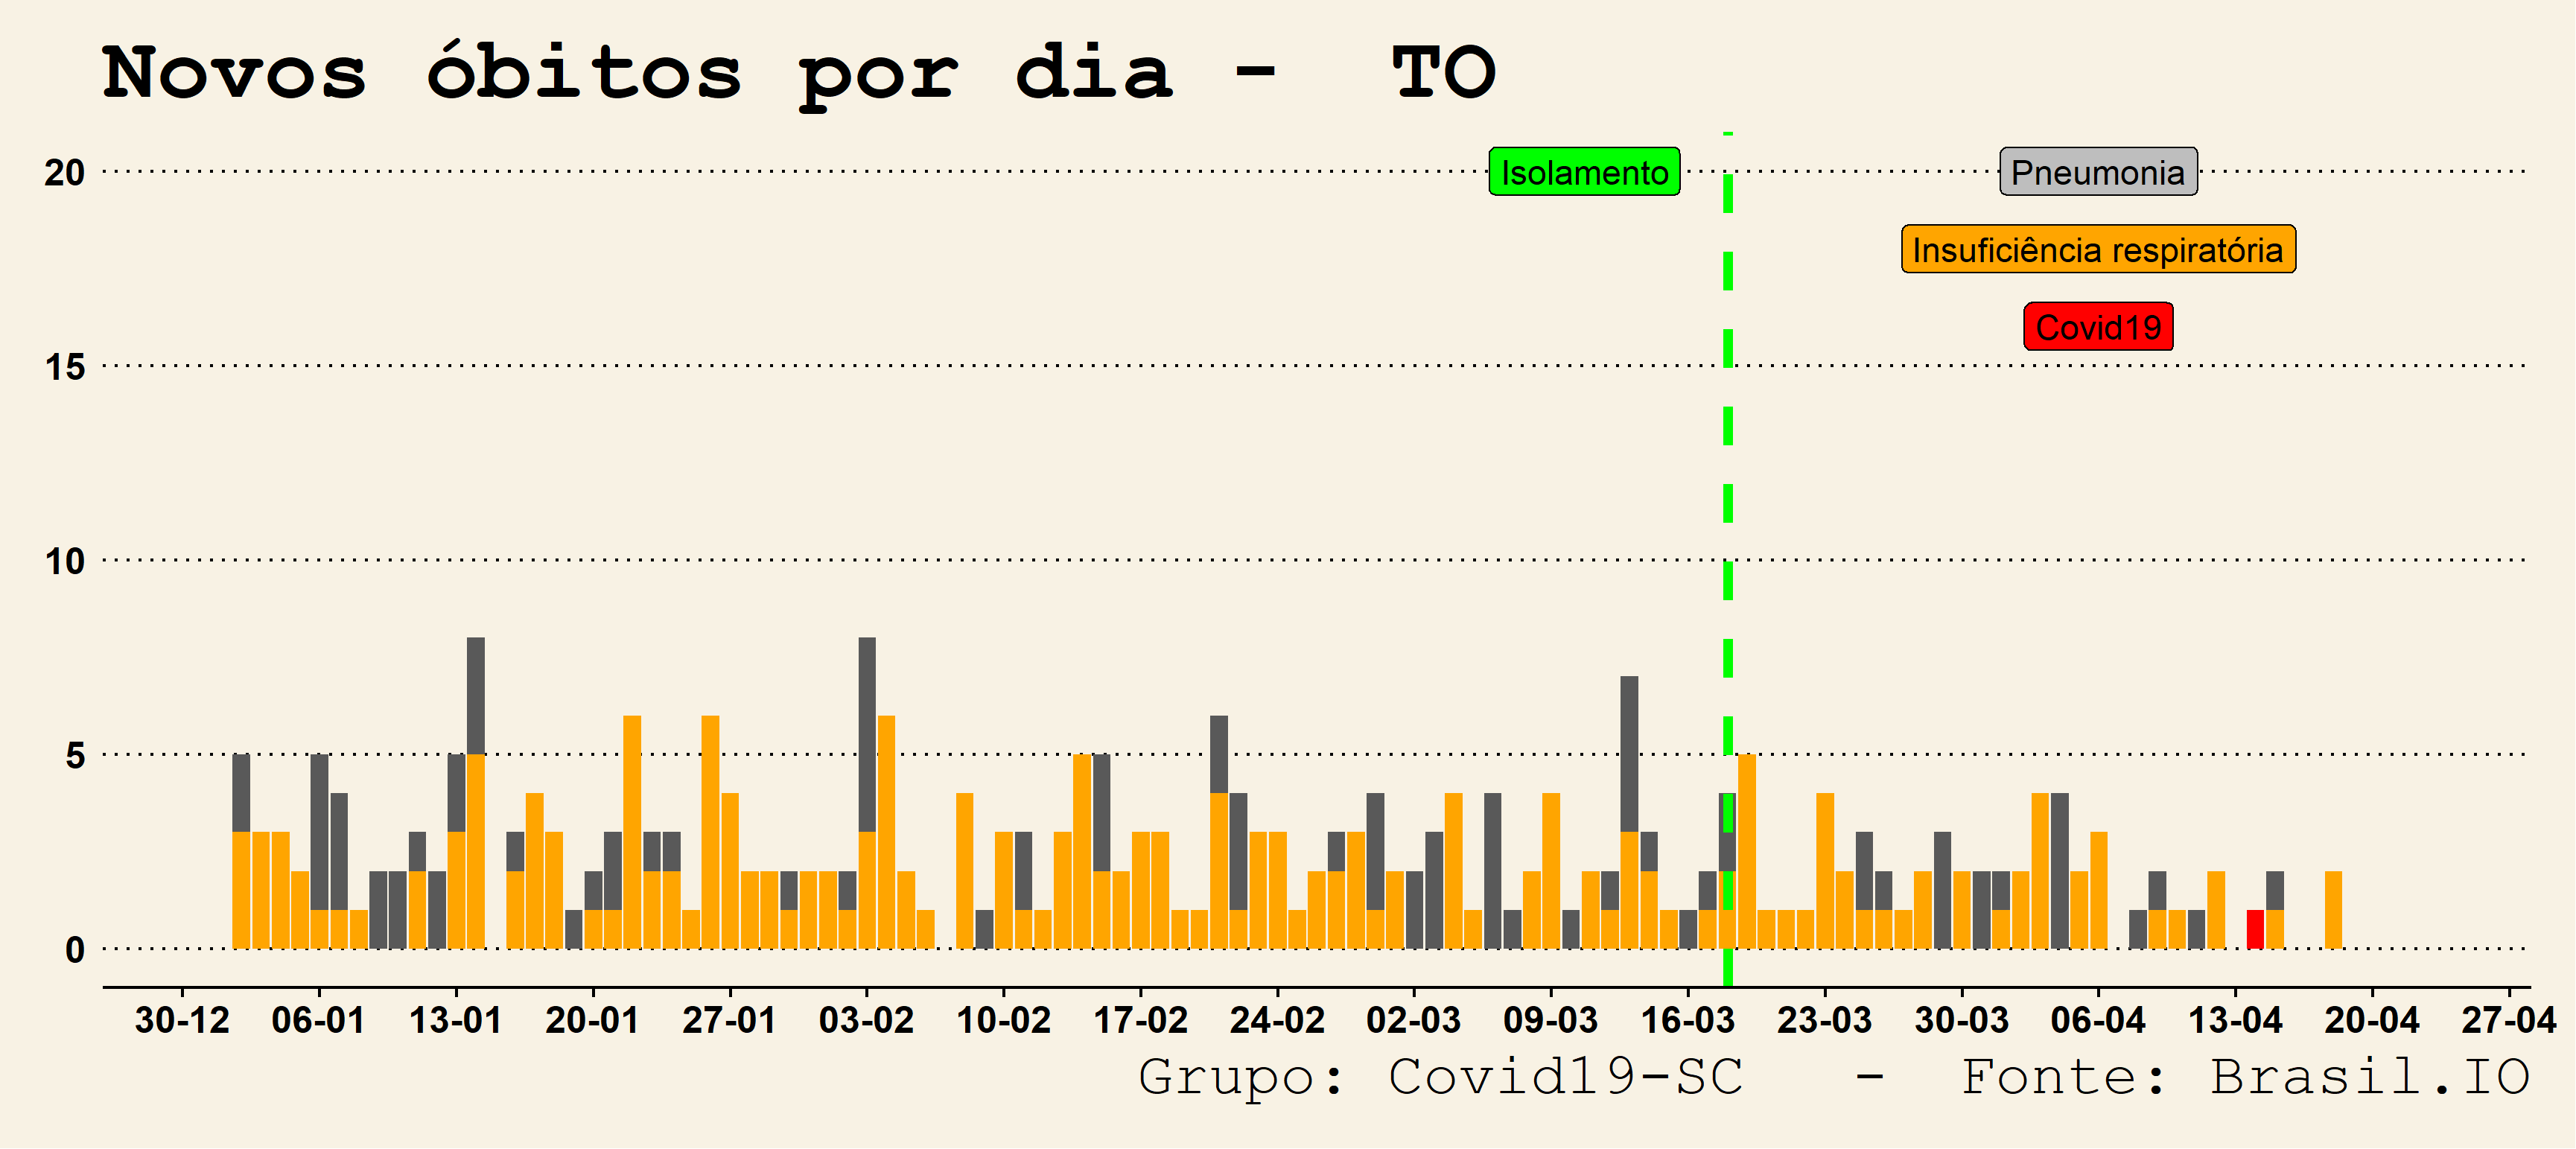 Novos óbitos por dia - TO
20
Isolamento
Pneumonia
Insuficiência respiratória
Covid19
15
10
5
0
30-12 06-01 13-01 20-01 27-01 03-02 10-02 17-02 24-02 02-03 09-03 16-03 23-03 30-03 06-04 13-04 20-04 27-04
Grupo: Covid19-SC - Fonte: Brasil.IO